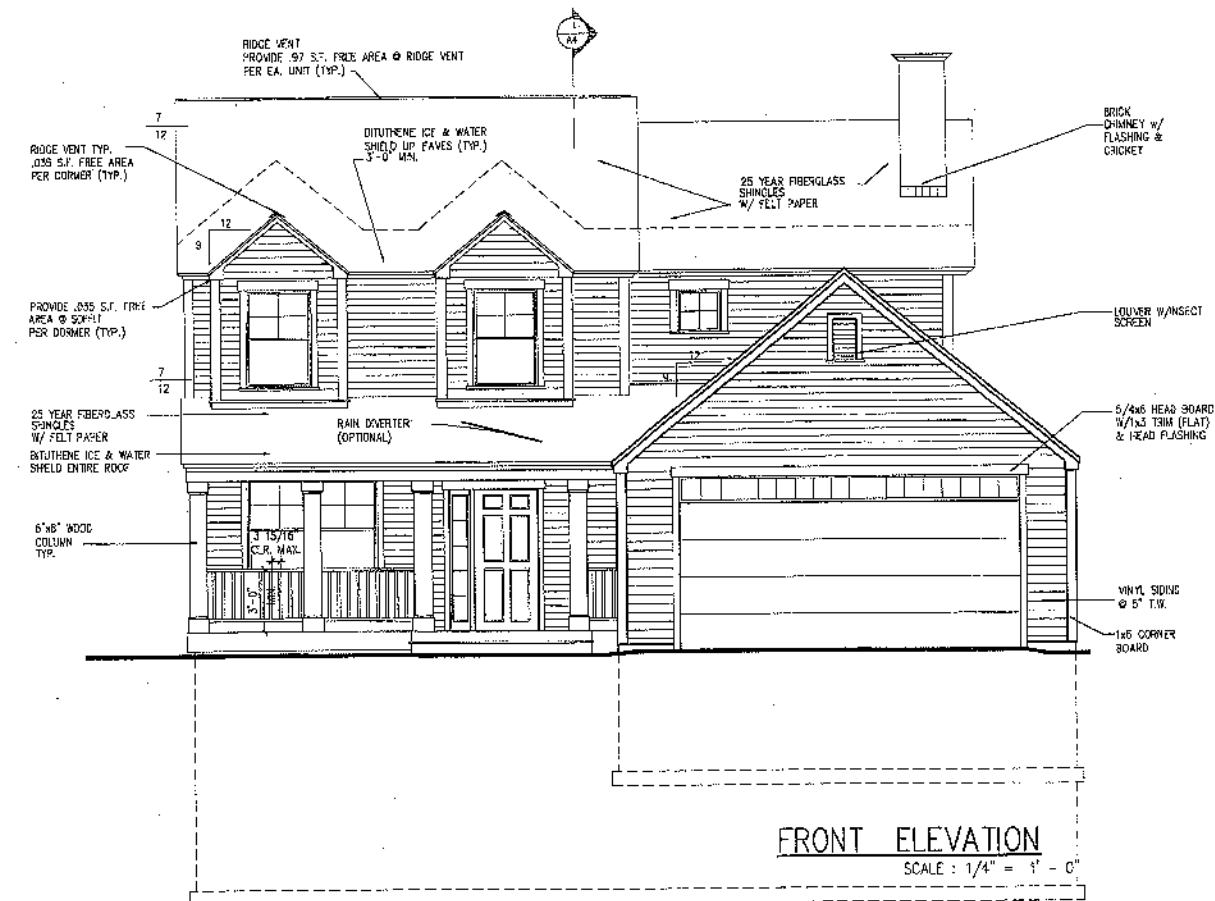 1
A4
RIDGE VENT
PROVIDE .97 S.F. FREE AREA @ RIDGE VENT
PER EA. UNIT (TYP.)
7
12
RIDGE VENT TYP.
.035 S.F. FREE AREA
PER DORMER (TYP.)
BITUTHENE ICE & WATER
SHIELD UP EAVES (TYP.)
3'-0" MIN.
BRICK
CHIMNEY W/
FLASHING &
CRICKET
25 YEAR FIBERGLASS
SHINGLES
W/ FELT PAPER
12
9
PROVIDE .035 S.F. FREE
AREA @ SOFFIT
PER DORMER (TYP.)
LOUVER W/INSECT
SCREEN
7
12
12
9
25 YEAR FIBERGLASS
SHINGLES
W/ FELT PAPER
RAIN DIVERTER
(OPTIONAL)
5/4x6 HEAD BOARD
W/1x3 TRIM (FLAT)
& HEAD FLASHING
BITUTHENE ICE & WATER
SHIELD ENTIRE ROOF
6"x6" WOOD
COLUMN
TYP.
3 15/16"
CLR. MAX.
3'-0"
MIN.
VINYL SIDING
@ 5" T.W.
1x6 CORNER
BOARD
FRONT ELEVATION
SCALE : 1/4" = 1' - 0"